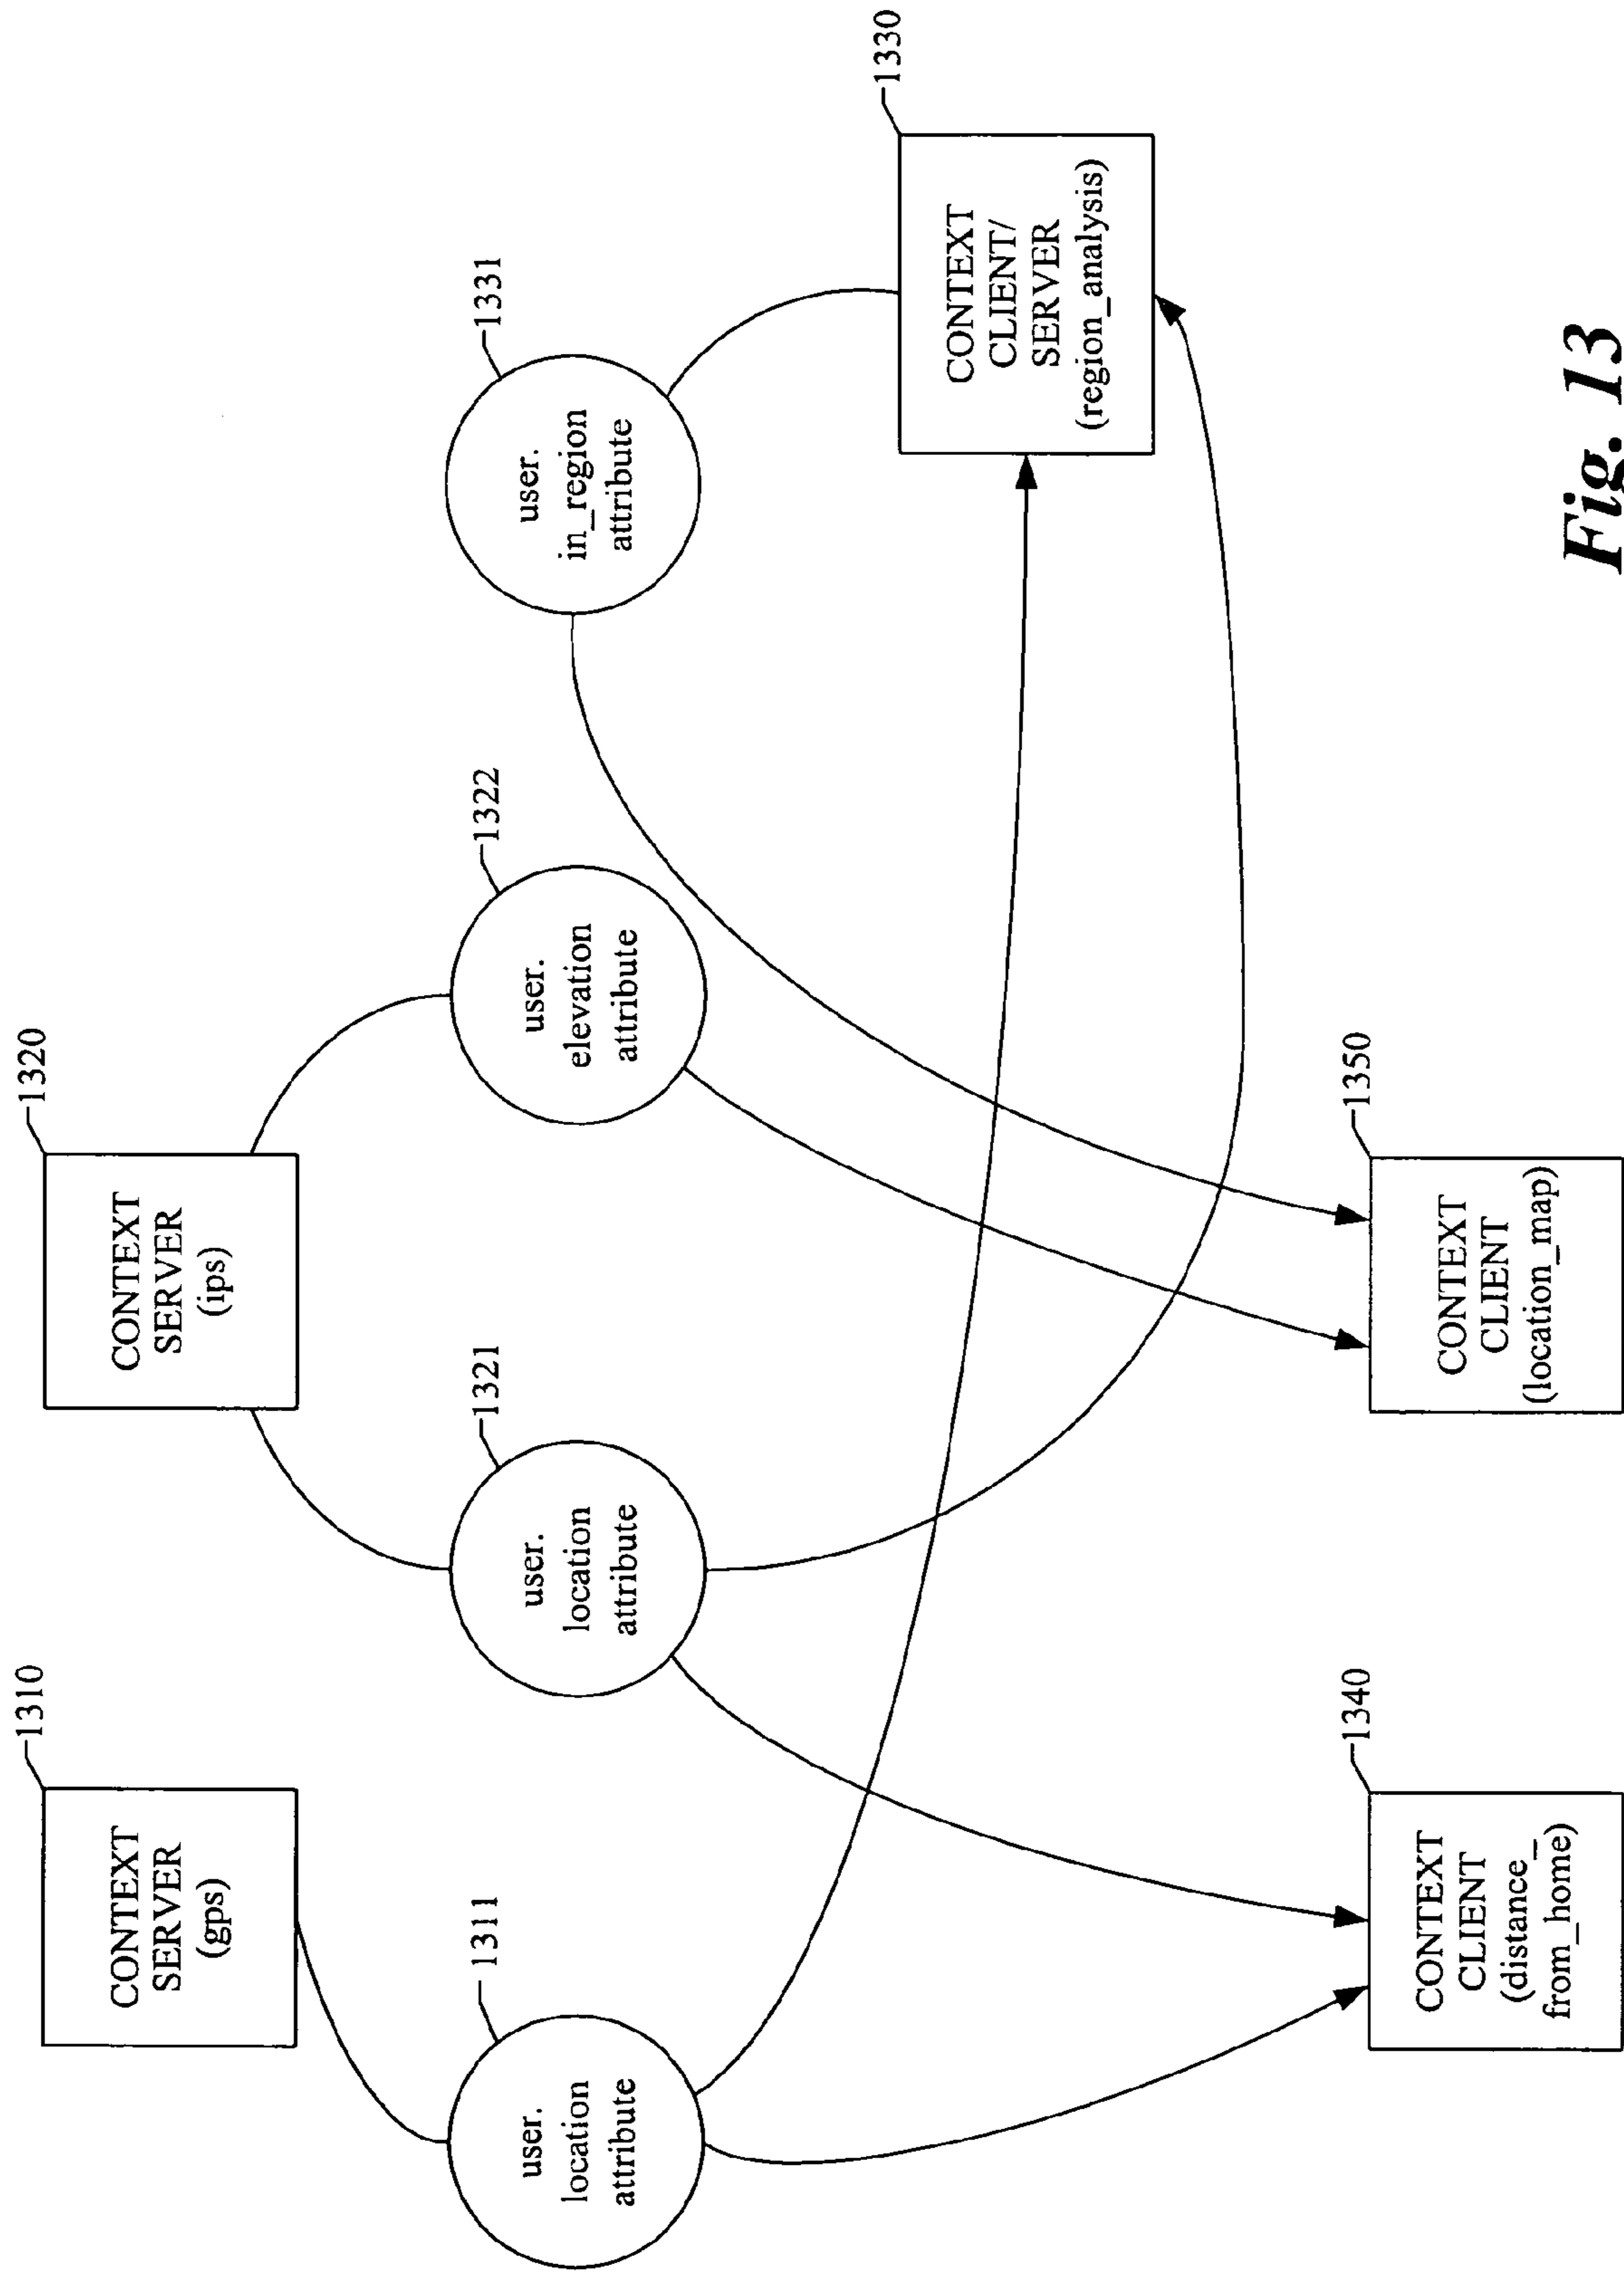 1310
CONTEXT
SERVER
(gps)
1320
CONTEXT
SERVER
(ips)
1311
user.
location
attribute
1321
user.
location
attribute
1322
user.
elevation
attribute
1331
user.
in_region
attribute
1330
CONTEXT
CLIENT/
SERVER
(region_analysis)
1340
CONTEXT
CLIENT
(distance_
from_home)
1350
CONTEXT
CLIENT
(location_map)
Fig. 13